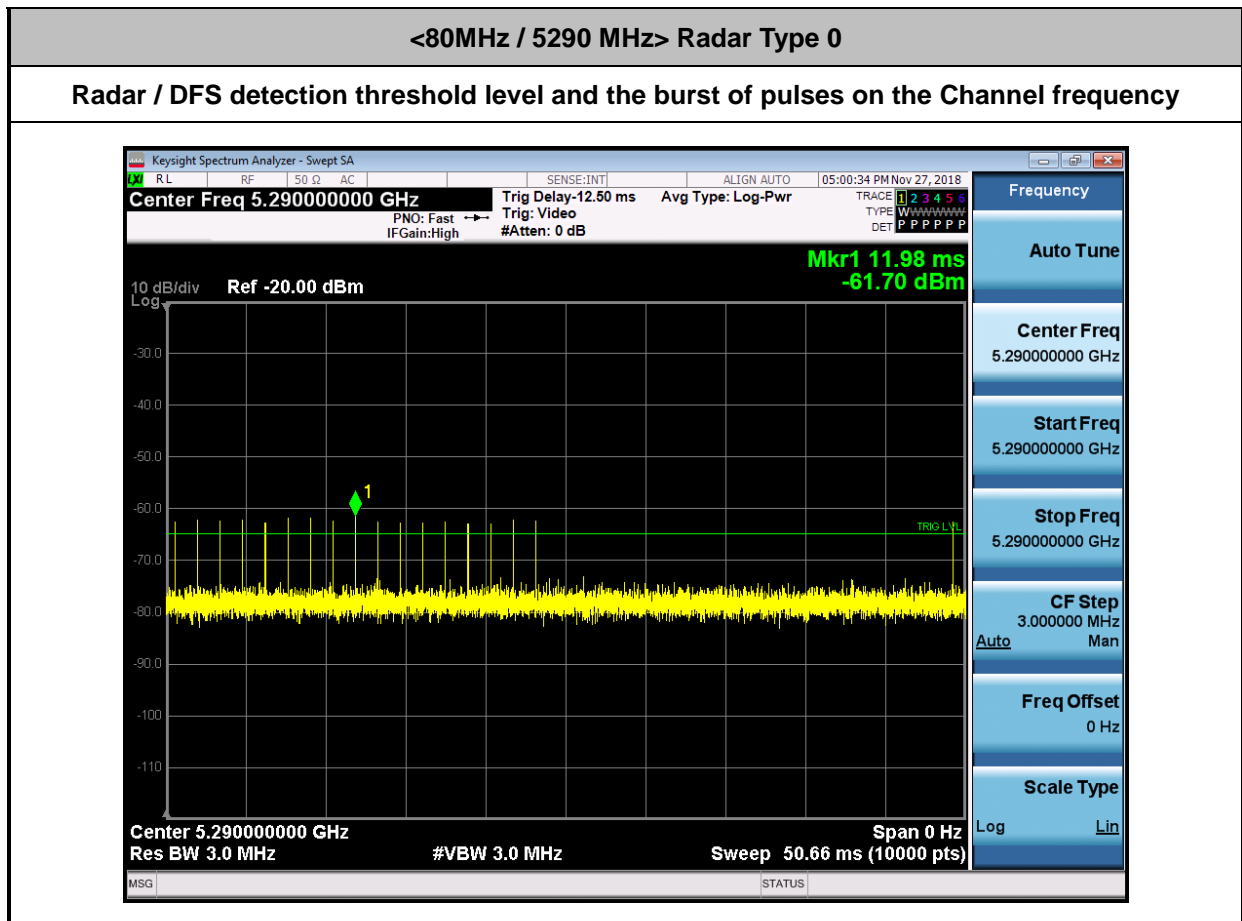 <80MHz / 5290 MHz> Radar Type 0
Radar / DFS detection threshold level and the burst of pulses on the Channel frequency
Keysight Spectrum Analyzer - Swept SA
LXI RL RF 50 Ω AC SENSE:INT ALIGN AUTO 05:00:34 PM Nov 27, 2018
Center Freq 5.290000000 GHz
PNO: Fast
IFGain:High
Trig Delay-12.50 ms
Trig: Video
#Atten: 0 dB
Avg Type: Log-Pwr
TRACE 1 2 3 4 5 6
TYPE WWWWWW
DET P P P P P P
Mkr1 11.98 ms
-61.70 dBm
10 dB/div Ref -20.00 dBm
Log
-30.0
-40.0
-50.0
1
-60.0
TRIG LVL
-70.0
-80.0
-90.0
-100
-110
Center 5.290000000 GHz Span 0 Hz
Res BW 3.0 MHz #VBW 3.0 MHz Sweep 50.66 ms (10000 pts)
MSG STATUS
Frequency
Auto Tune
Center Freq
5.290000000 GHz
Start Freq
5.290000000 GHz
Stop Freq
5.290000000 GHz
CF Step
3.000000 MHz
Auto Man
Freq Offset
0 Hz
Scale Type
Log Lin